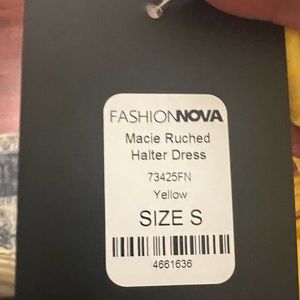 FASHIONNOVA
Macie Ruched
Halter Dress
73425FN
Yellow
SIZE S
4661636